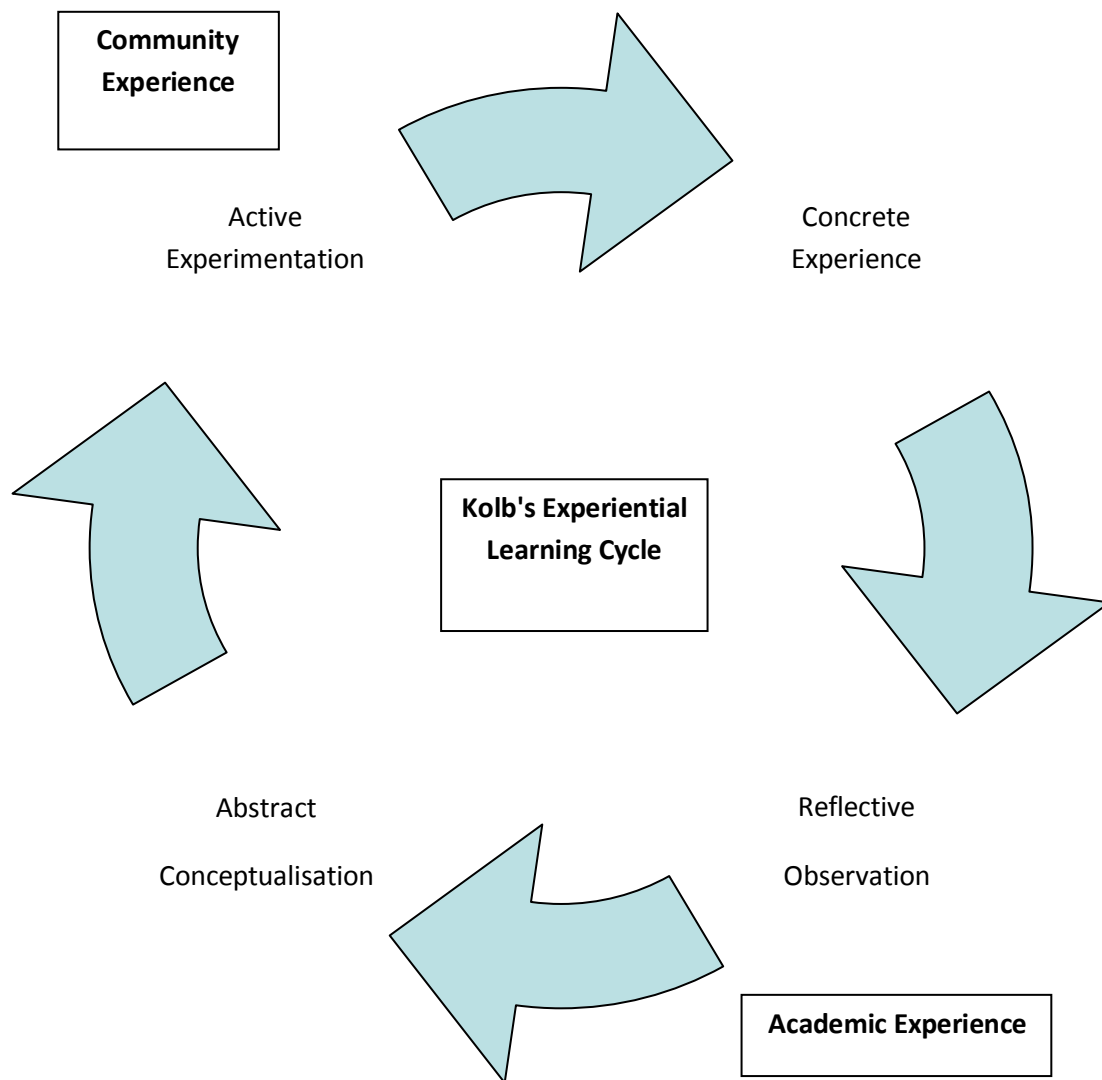 Community
Experience
Active
Experimentation
Concrete
Experience
Kolb's Experiential
Learning Cycle
Abstract
Conceptualisation
Reflective
Observation
Academic Experience